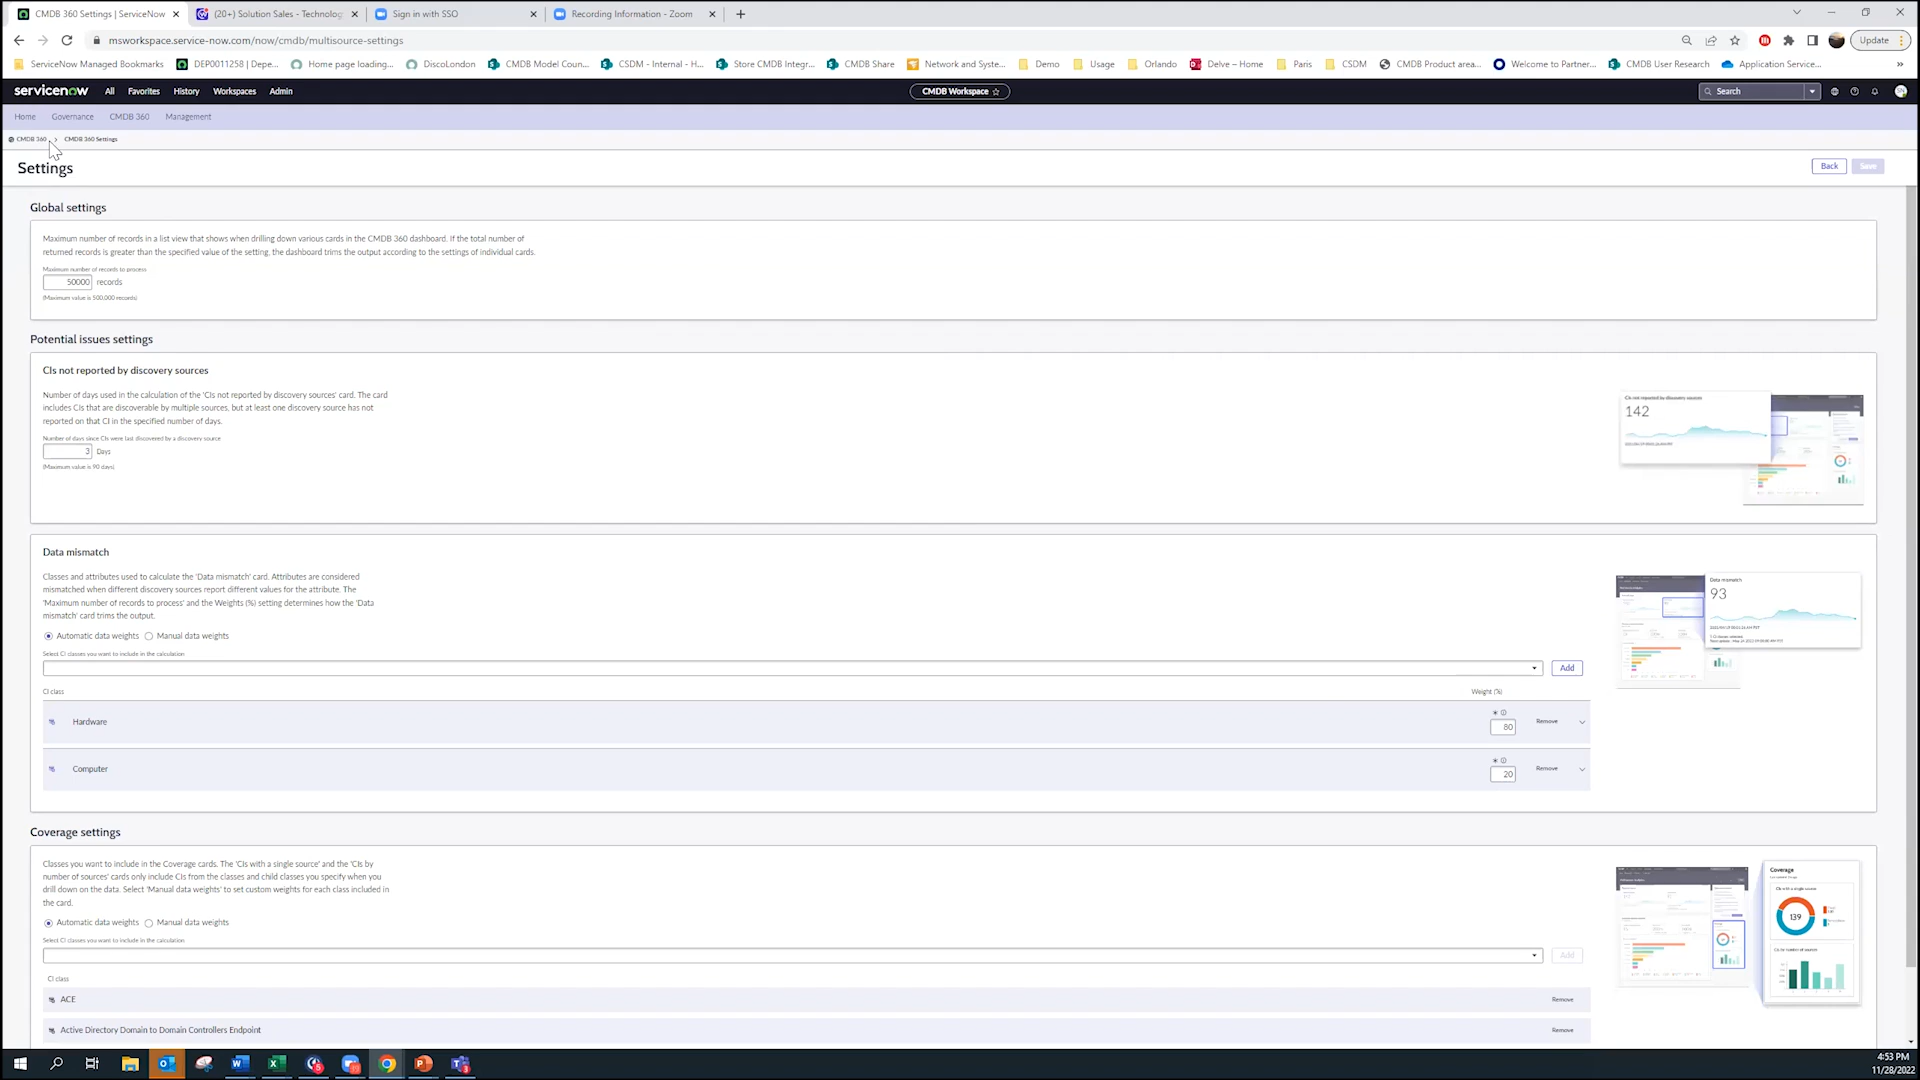 CMDB 360 Settings | ServiceNow
(20+) Solution Sales - Technology
Sign in with SSO
Recording Information - Zoom
msworkspace.service-now.com/now/cmdb/multisource-settings
Update
ServiceNow Managed Bookmarks
DEP0011258 | Depe...
Home page loading...
DiscoLondon
CMDB Model Coun...
CSDM - Internal - H...
Store CMDB Integr...
CMDB Share
Network and Syste...
Demo
Usage
Orlando
Delve – Home
Paris
CSDM
CMDB Product area...
Welcome to Partner...
CMDB User Research
Application Service...
servicenow
All
Favorites
History
Workspaces
Admin
CMDB Workspace
Search
Home
Governance
CMDB 360
Management
CMDB 360 > CMDB 360 Settings
Settings
Back
Save
Global settings
Maximum number of records in a list view that shows when drilling down various cards in the CMDB 360 dashboard. If the total number of
returned records is greater than the specified value of the setting, the dashboard trims the output according to the settings of individual cards.
Maximum number of records to process
50000 records
(Maximum value is 500,000 records)
Potential issues settings
CIs not reported by discovery sources
Number of days used in the calculation of the 'CIs not reported by discovery sources' card. The card
includes CIs that are discoverable by multiple sources, but at least one discovery source has not
reported on that CI in the specified number of days.
Number of days since CIs were last discovered by a discovery source
3 Days
(Maximum value is 90 days)
CIs not reported by discovery sources
142
Data mismatch
Classes and attributes used to calculate the 'Data mismatch' card. Attributes are considered
mismatched when different discovery sources report different values for the attribute. The
'Maximum number of records to process' and the Weights (%) setting determines how the 'Data
mismatch' card trims the output.
Automatic data weights
Manual data weights
Select CI classes you want to include in the calculation
Add
CI class
Weight (%)
Hardware
80
Remove
Computer
20
Remove
Data mismatch
93
Coverage settings
Classes you want to include in the Coverage cards. The 'CIs with a single source' and the 'CIs by
number of sources' cards only include CIs from the classes and child classes you specify when you
drill down on the data. Select 'Manual data weights' to set custom weights for each class included in
the card.
Automatic data weights
Manual data weights
Select CI classes you want to include in the calculation
Add
CI class
ACE
Remove
Active Directory Domain to Domain Controllers Endpoint
Remove
Coverage
CIs with a single source
139
CIs by number of sources
4:53 PM
11/28/2022